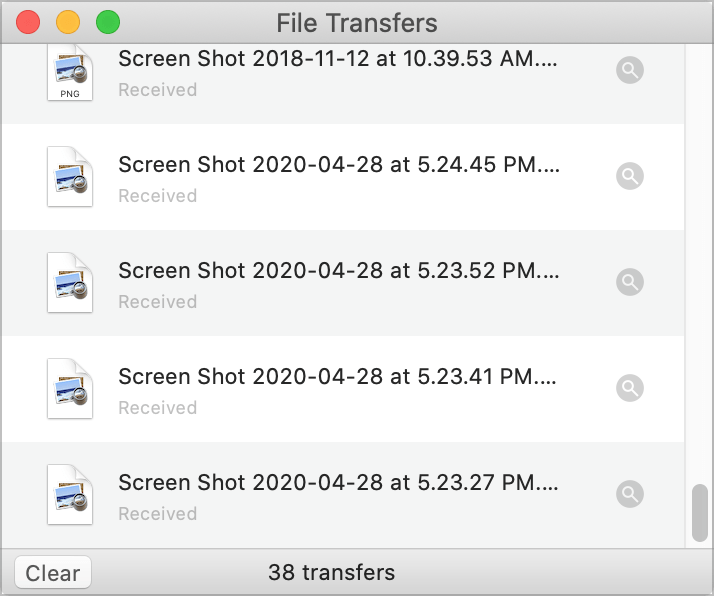 File Transfers
Screen Shot 2018-11-12 at 10.39.53 AM....
PNG
Received
Screen Shot 2020-04-28 at 5.24.45 PM....
Received
Screen Shot 2020-04-28 at 5.23.52 PM....
Received
Screen Shot 2020-04-28 at 5.23.41 PM....
Received
Screen Shot 2020-04-28 at 5.23.27 PM....
Received
Clear
38 transfers